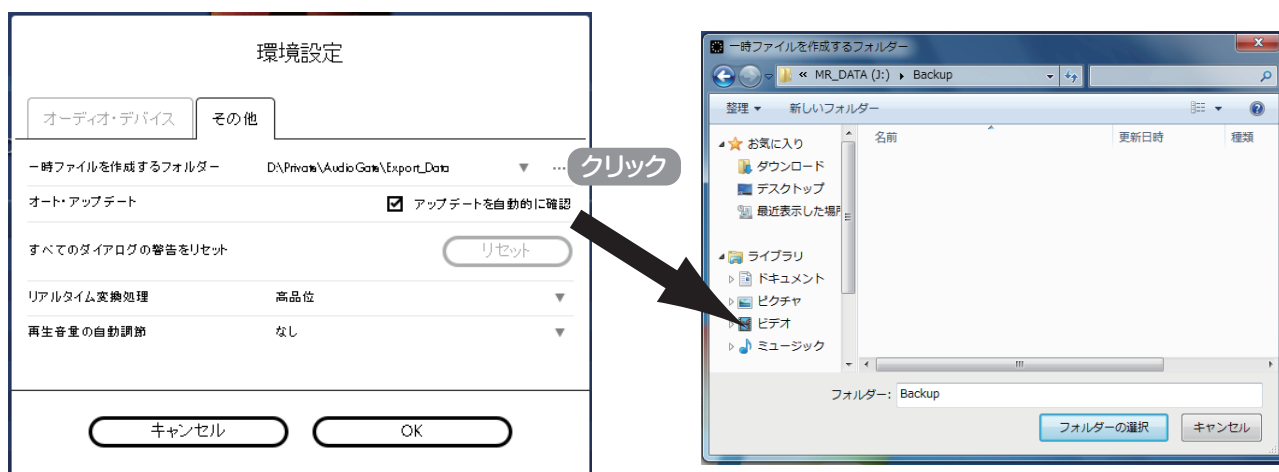 環境設定
オーディオ・デバイス その他
一時ファイルを作成するフォルダー D:\Private\AudioGate\Export_Data ▼ …
クリック
オート・アップデート アップデートを自動的に確認
すべてのダイアログの警告をリセット リセット
リアルタイム変換処理 高品位 ▼
再生音量の自動調節 なし ▼
キャンセル OK
一時ファイルを作成するフォルダー
« MR_DATA (J:) ▸ Backup
整理 ▼ 新しいフォルダー
名前 更新日時 種類
お気に入り
ダウンロード
デスクトップ
最近表示した場所
ライブラリ
ドキュメント
ピクチャ
ビデオ
ミュージック
フォルダー: Backup
フォルダーの選択 キャンセル